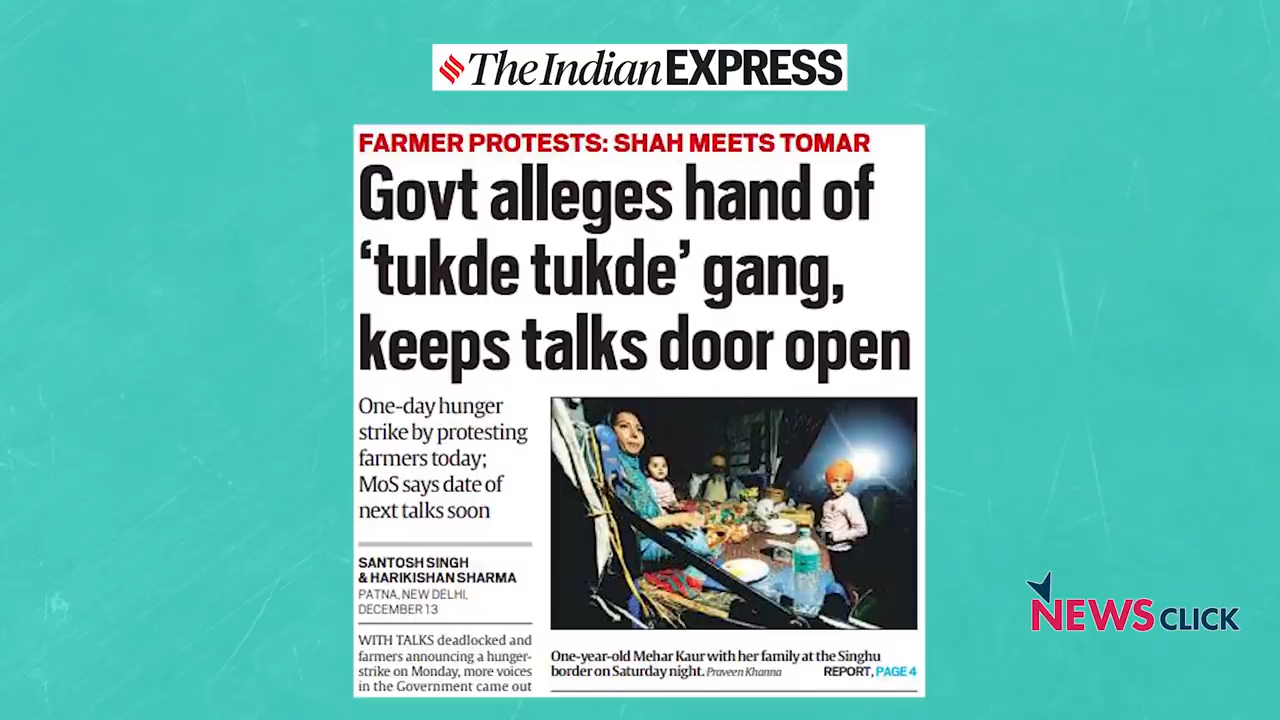 The Indian EXPRESS
FARMER PROTESTS: SHAH MEETS TOMAR
Govt alleges hand of
‘tukde tukde’ gang,
keeps talks door open
One-day hunger
strike by protesting
farmers today;
MoS says date of
next talks soon
SANTOSH SINGH
& HARIKISHAN SHARMA
PATNA, NEW DELHI,
DECEMBER 13
WITH TALKS deadlocked and
farmers announcing a hunger-
strike on Monday, more voices
in the Government came out
One-year-old Mehar Kaur with her family at the Singhu
border on Saturday night. Praveen Khanna REPORT, PAGE 4
NEWSCLICK